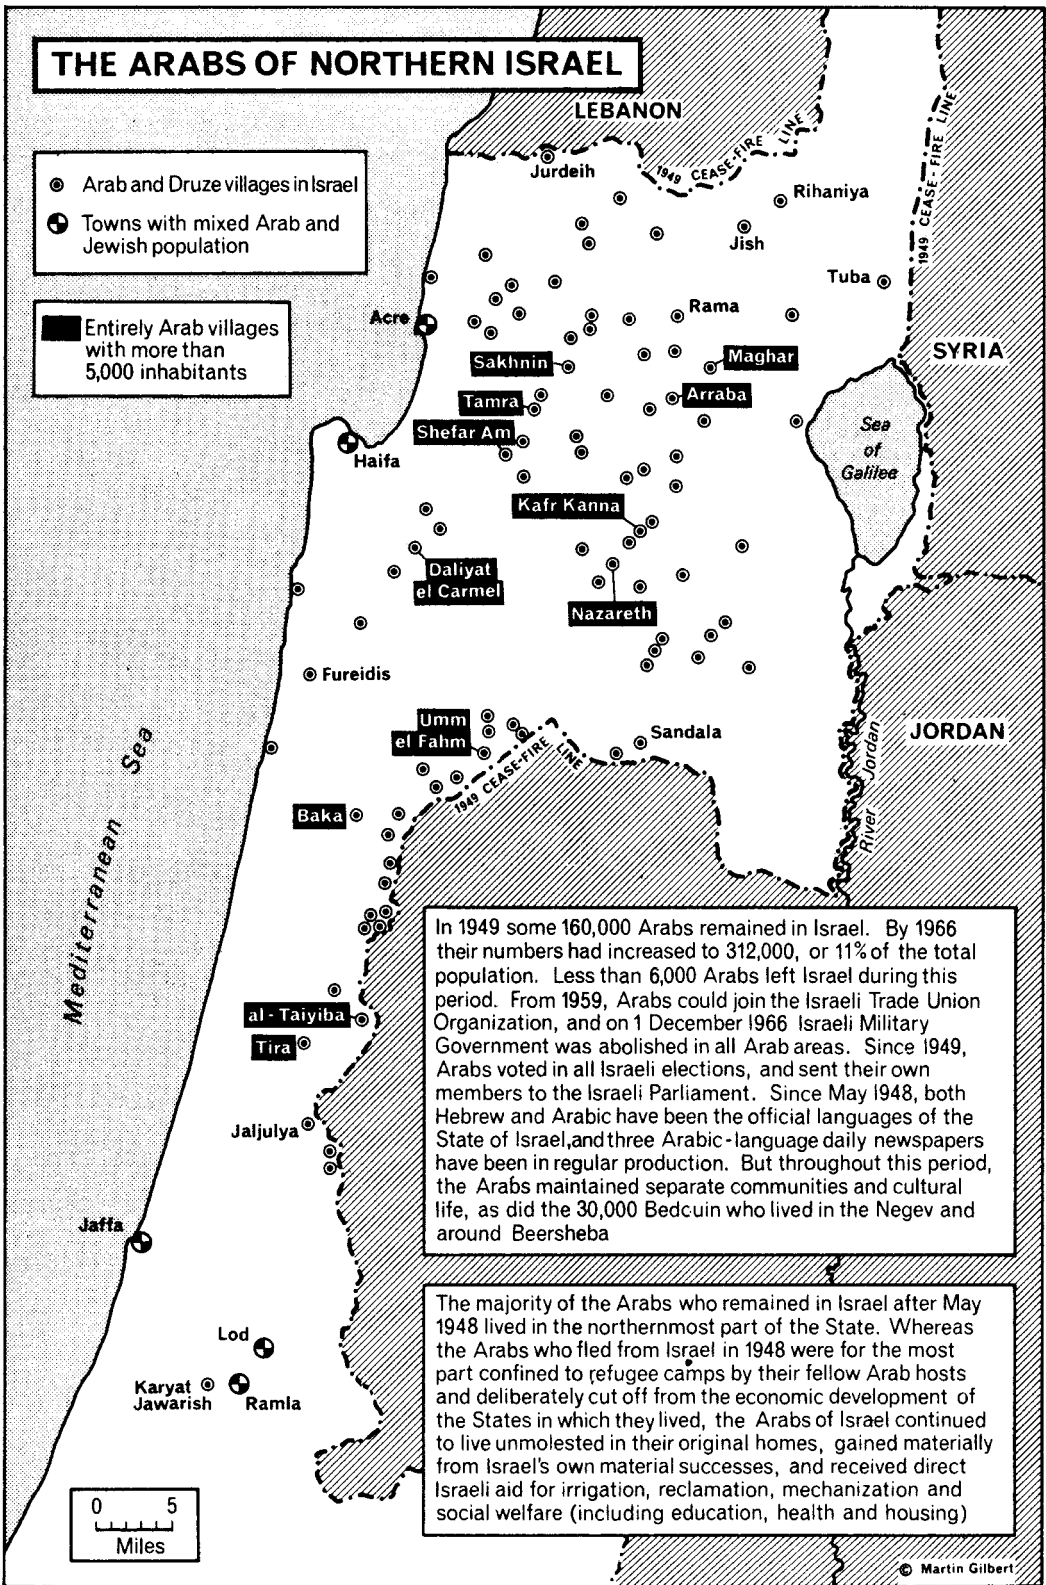 THE ARABS OF NORTHERN ISRAEL
LEBANON
Arab and Druze villages in Israel
Towns with mixed Arab and
Jewish population
Entirely Arab villages
with more than
5,000 inhabitants
1949 CEASE-FIRE LINE
1949 CEASE-FIRE LINE
Jurdeih
Rihaniya
Jish
Tuba
Acre
Rama
SYRIA
Sakhnin
Maghar
Tamra
Arraba
Shefar Am
Sea
of
Galilee
Haifa
Kafr Kanna
Daliyat
el Carmel
Nazareth
Fureidis
Umm
el Fahm
Sandala
JORDAN
1949 CEASE-FIRE LINE
River Jordan
Mediterranean Sea
Baka
In 1949 some 160,000 Arabs remained in Israel. By 1966
their numbers had increased to 312,000, or 11% of the total
population. Less than 6,000 Arabs left Israel during this
period. From 1959, Arabs could join the Israeli Trade Union
Organization, and on 1 December 1966 Israeli Military
Government was abolished in all Arab areas. Since 1949,
Arabs voted in all Israeli elections, and sent their own
members to the Israeli Parliament. Since May 1948, both
Hebrew and Arabic have been the official languages of the
State of Israel,and three Arabic-language daily newspapers
have been in regular production. But throughout this period,
the Arabs maintained separate communities and cultural
life, as did the 30,000 Bedouin who lived in the Negev and
around Beersheba
al-Taiyiba
Tira
Jaljulya
Jaffa
Lod
Karyat
Jawarish
Ramla
The majority of the Arabs who remained in Israel after May
1948 lived in the northernmost part of the State. Whereas
the Arabs who fled from Israel in 1948 were for the most
part confined to refugee camps by their fellow Arab hosts
and deliberately cut off from the economic development of
the States in which they lived, the Arabs of Israel continued
to live unmolested in their original homes, gained materially
from Israel's own material successes, and received direct
Israeli aid for irrigation, reclamation, mechanization and
social welfare (including education, health and housing)
0 5
Miles
© Martin Gilbert